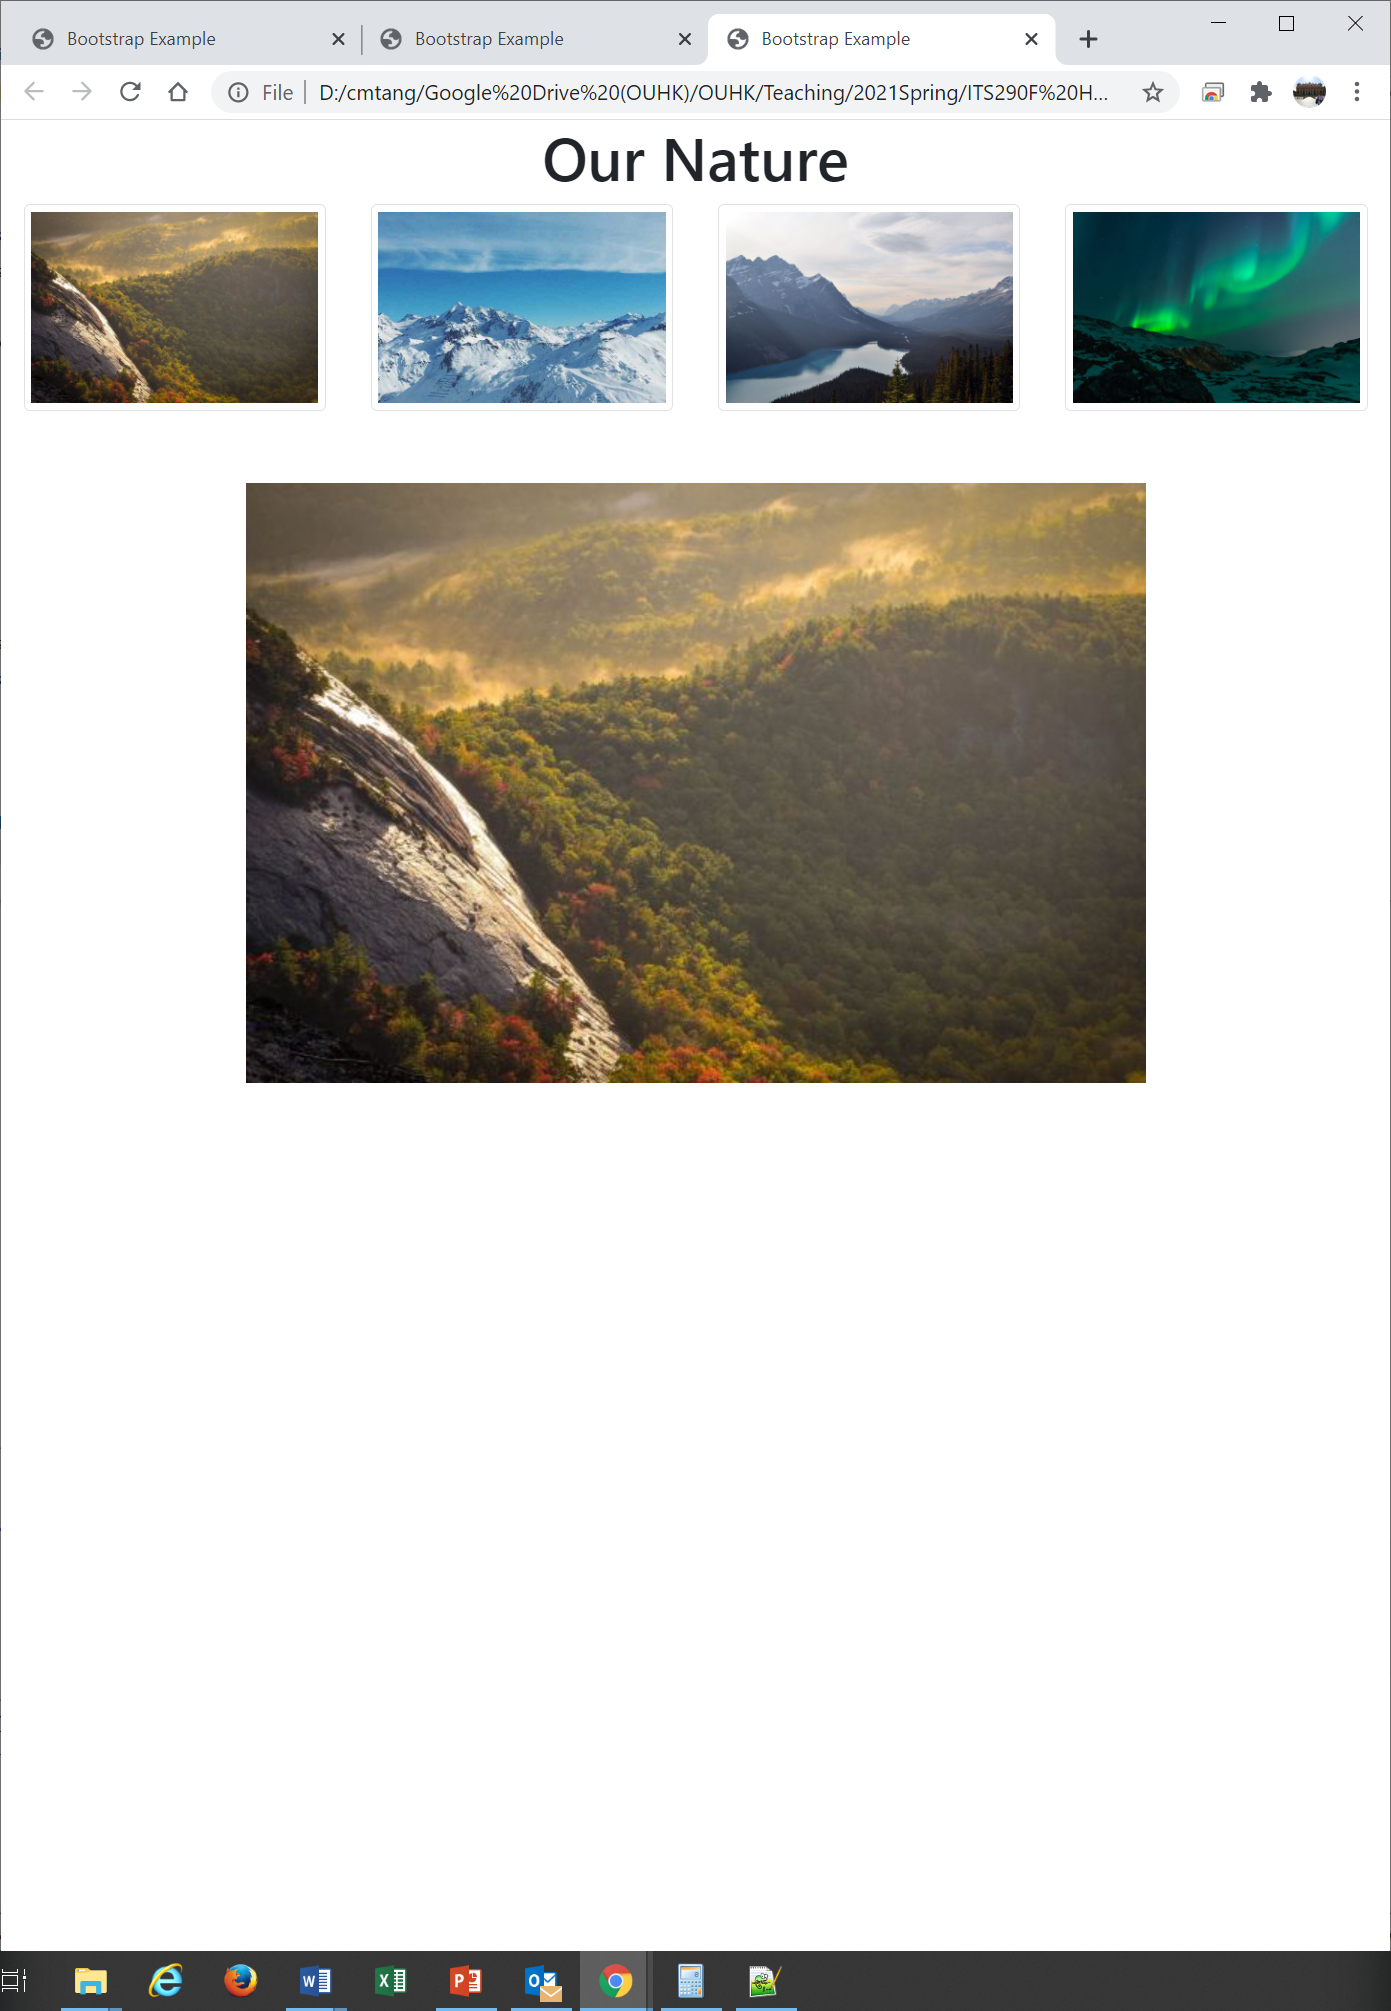 Bootstrap Example
Bootstrap Example
Bootstrap Example
File D:/cmtang/Google%20Drive%20(OUHK)/OUHK/Teaching/2021Spring/ITS290F%20H...
Our Nature